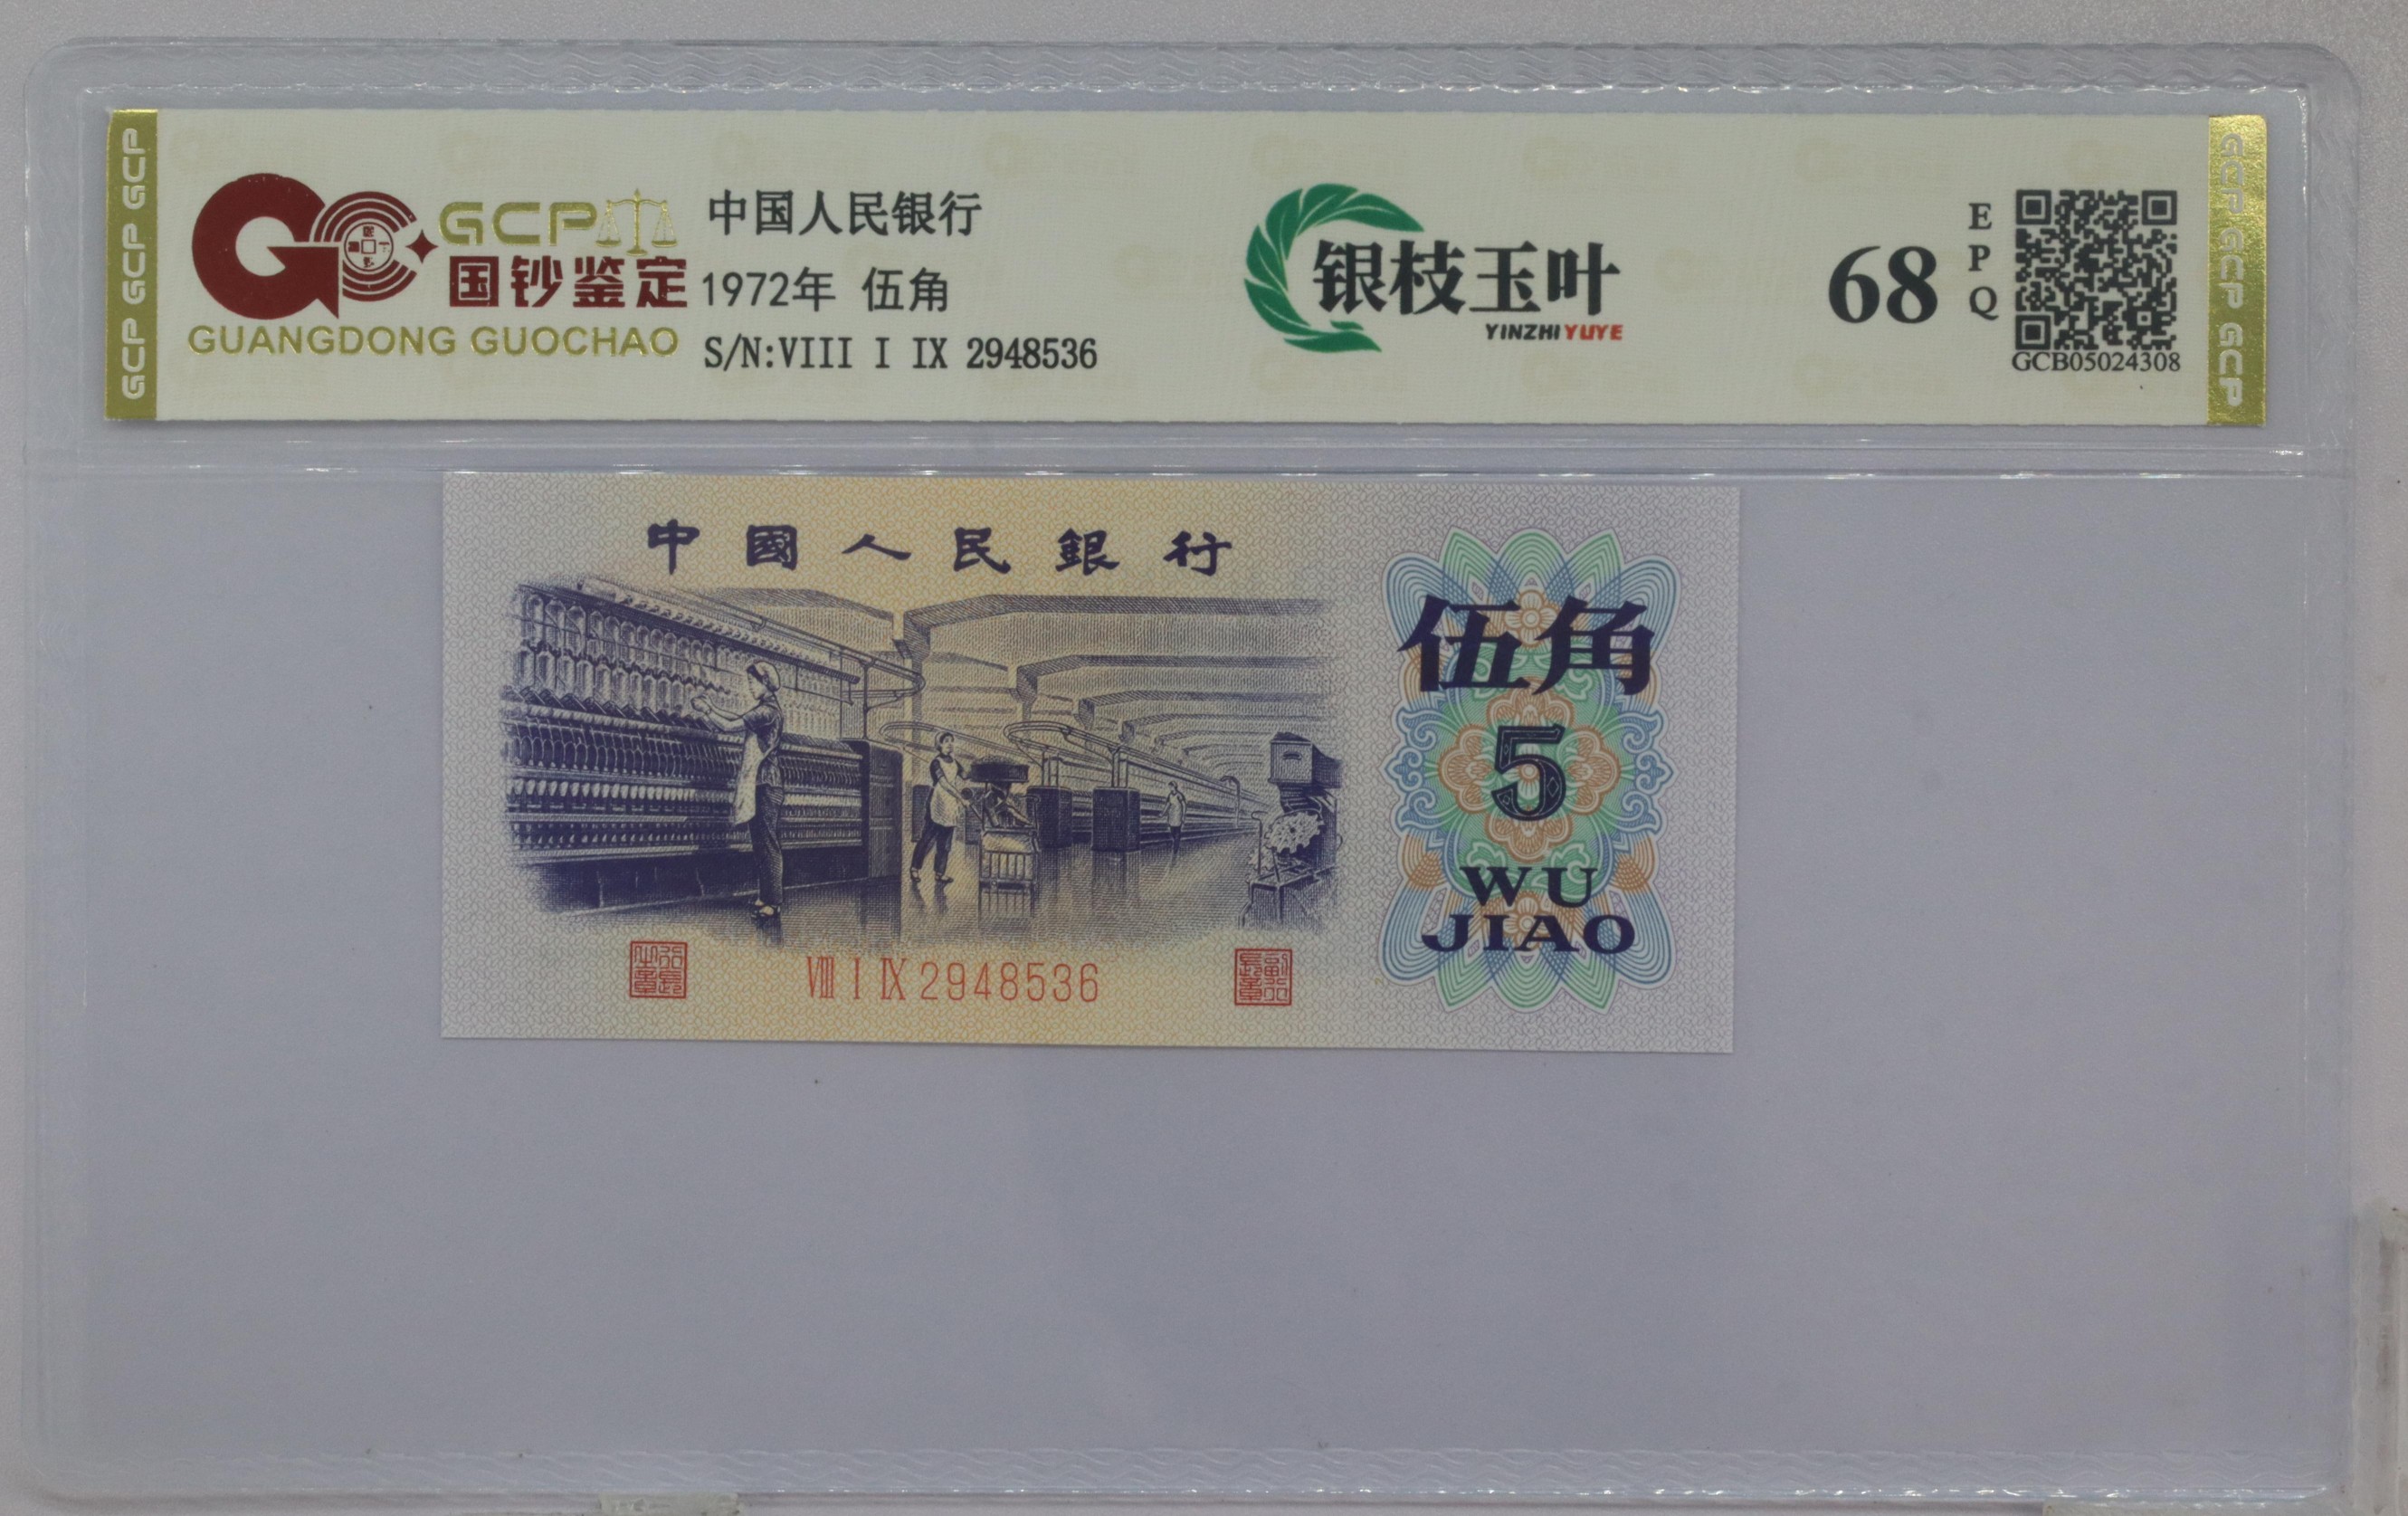 GCP GCP GCP
GCP
国钞鉴定
GUANGDONG GUOCHAO
中国人民银行
1972年 伍角
S/N:VIII I IX 2948536
银枝玉叶
YINZHI YUYE
68
EPQ
GCB05024308
GCP GCP GCP
中國人民銀行
伍角
5
WU
JIAO
VIII I IX 2948536